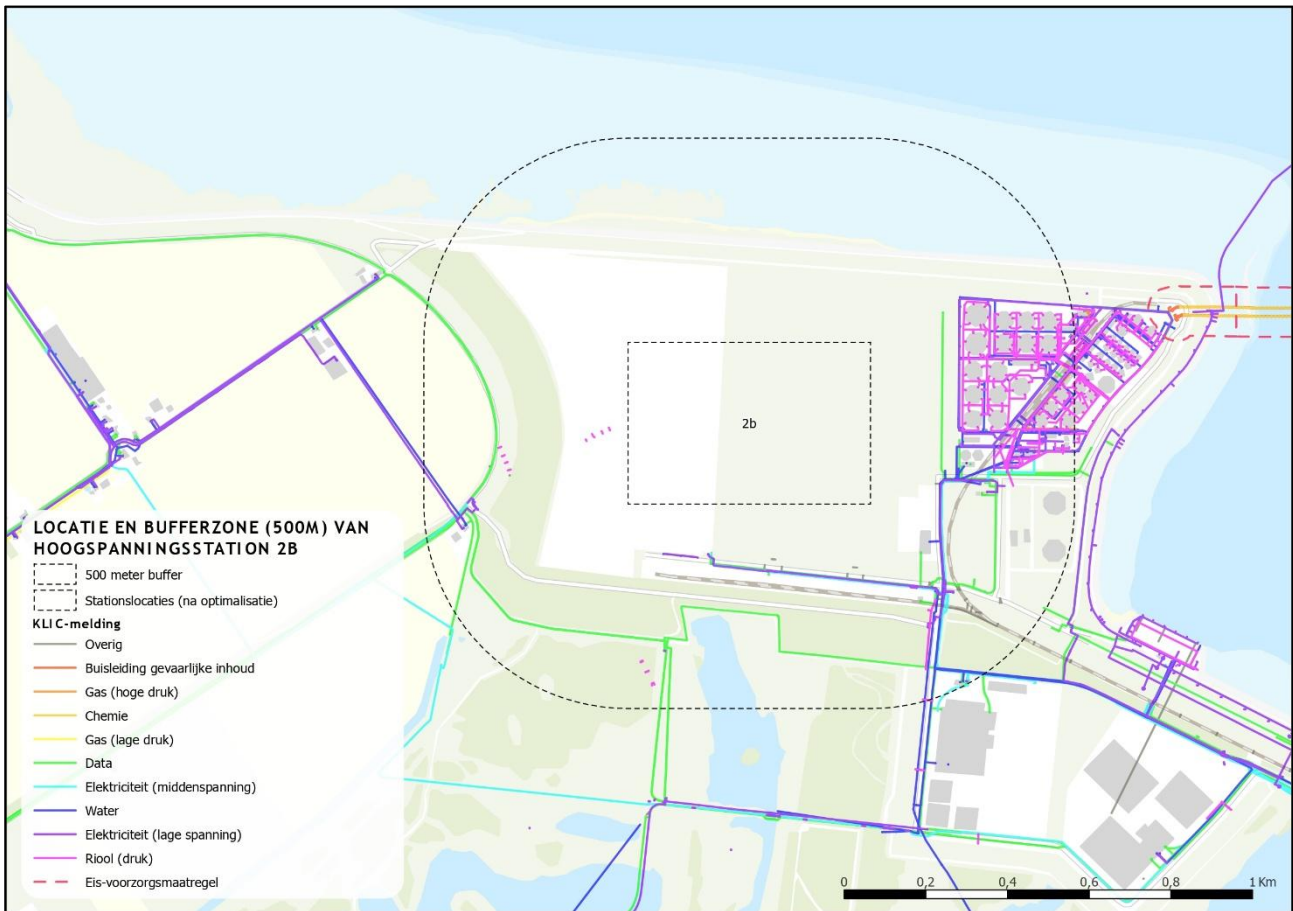 2b
LOCATIE EN BUFFERZONE (500M) VAN
HOOGSPANNINGSSTATION 2B
500 meter buffer
Stationslocaties (na optimalisatie)
KLIC-melding
Overig
Buisleiding gevaarlijke inhoud
Gas (hoge druk)
Chemie
Gas (lage druk)
Data
Elektriciteit (middenspanning)
Water
Elektriciteit (lage spanning)
Riool (druk)
Eis-voorzorgsmaatregel
0 0,2 0,4 0,6 0,8 1 Km